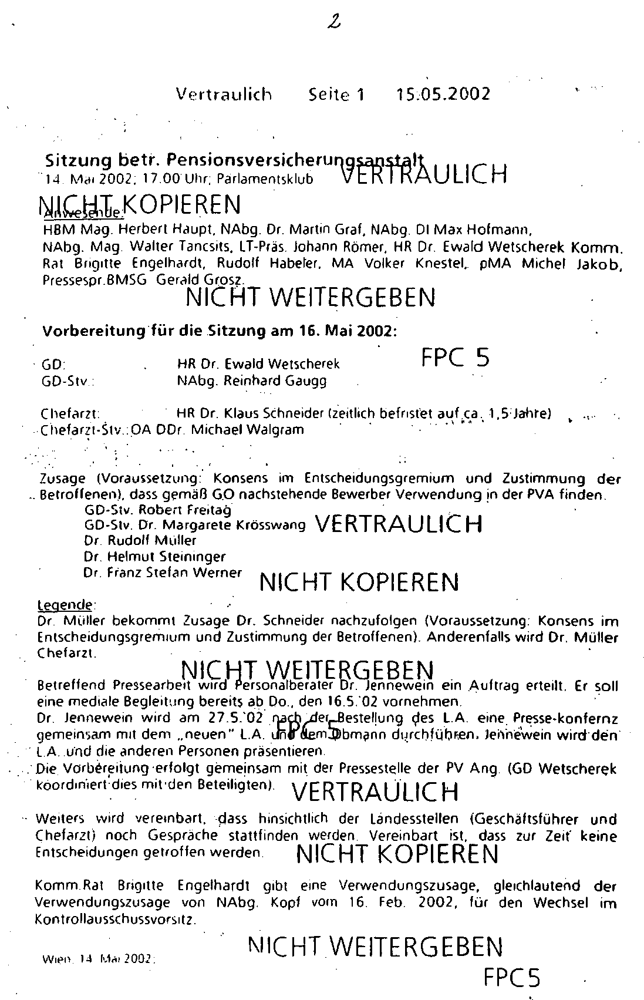 2
Vertraulich Seite 1 15.05.2002
Sitzung betr. Pensionsversicherungsanstalt
VERTRAULICH
14. Mai 2002; 17.00 Uhr; Parlamentsklub
NICHT KOPIEREN
Anwesende:
HBM Mag. Herbert Haupt, NAbg. Dr. Martin Graf, NAbg. DI Max Hofmann,
NAbg. Mag. Walter Tancsits, LT-Präs. Johann Römer, HR Dr. Ewald Wetscherek Komm.
Rat Brigitte Engelhardt, Rudolf Habeler, MA Volker Knestel, pMA Michel Jakob,
Pressespr.BMSG Gerald Grosz.
NICHT WEITERGEBEN
Vorbereitung für die Sitzung am 16. Mai 2002:
FPC 5
GD: HR Dr. Ewald Wetscherek
GD-Stv.: NAbg. Reinhard Gaugg
Chefarzt: HR Dr. Klaus Schneider (zeitlich befristet auf ca. 1,5 Jahre)
Chefarzt-Stv.: OA DDr. Michael Walgram
Zusage (Voraussetzung: Konsens im Entscheidungsgremium und Zustimmung der
Betroffenen), dass gemäß GO nachstehende Bewerber Verwendung in der PVA finden.
GD-Stv. Robert Freitag
GD-Stv. Dr. Margarete Krösswang
VERTRAULICH
Dr. Rudolf Müller
Dr. Helmut Steininger
Dr. Franz Stefan Werner
NICHT KOPIEREN
Legende:
Dr. Müller bekommt Zusage Dr. Schneider nachzufolgen (Voraussetzung: Konsens im
Entscheidungsgremium und Zustimmung der Betroffenen). Anderenfalls wird Dr. Müller
Chefarzt.
NICHT WEITERGEBEN
Betreffend Pressearbeit wird Personalberater Dr. Jennewein ein Auftrag erteilt. Er soll
eine mediale Begleitung bereits ab Do., den 16.5.'02 vornehmen.
Dr. Jennewein wird am 27.5.'02 nach der Bestellung des L.A. eine Presse-konfernz
FPC 5
gemeinsam mit dem „neuen" L.A. und dem Obmann durchführen. Jennewein wird den
L.A. und die anderen Personen präsentieren.
Die Vorbereitung erfolgt gemeinsam mit der Pressestelle der PV Ang. (GD Wetscherek
koordiniert dies mit den Beteiligten).
VERTRAULICH
Weiters wird vereinbart, dass hinsichtlich der Landesstellen (Geschäftsführer und
Chefarzt) noch Gespräche stattfinden werden. Vereinbart ist, dass zur Zeit keine
Entscheidungen getroffen werden.
NICHT KOPIEREN
Komm.Rat Brigitte Engelhardt gibt eine Verwendungszusage, gleichlautend der
Verwendungszusage von NAbg. Kopf vom 16. Feb. 2002, für den Wechsel im
Kontrollausschussvorsitz.
NICHT WEITERGEBEN
Wien, 14. Mai 2002;
FPC5